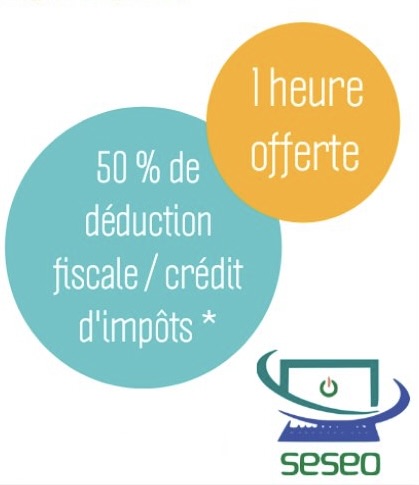 1 heure
offerte
50 % de
déduction
fiscale / crédit
d'impôts *
seseo